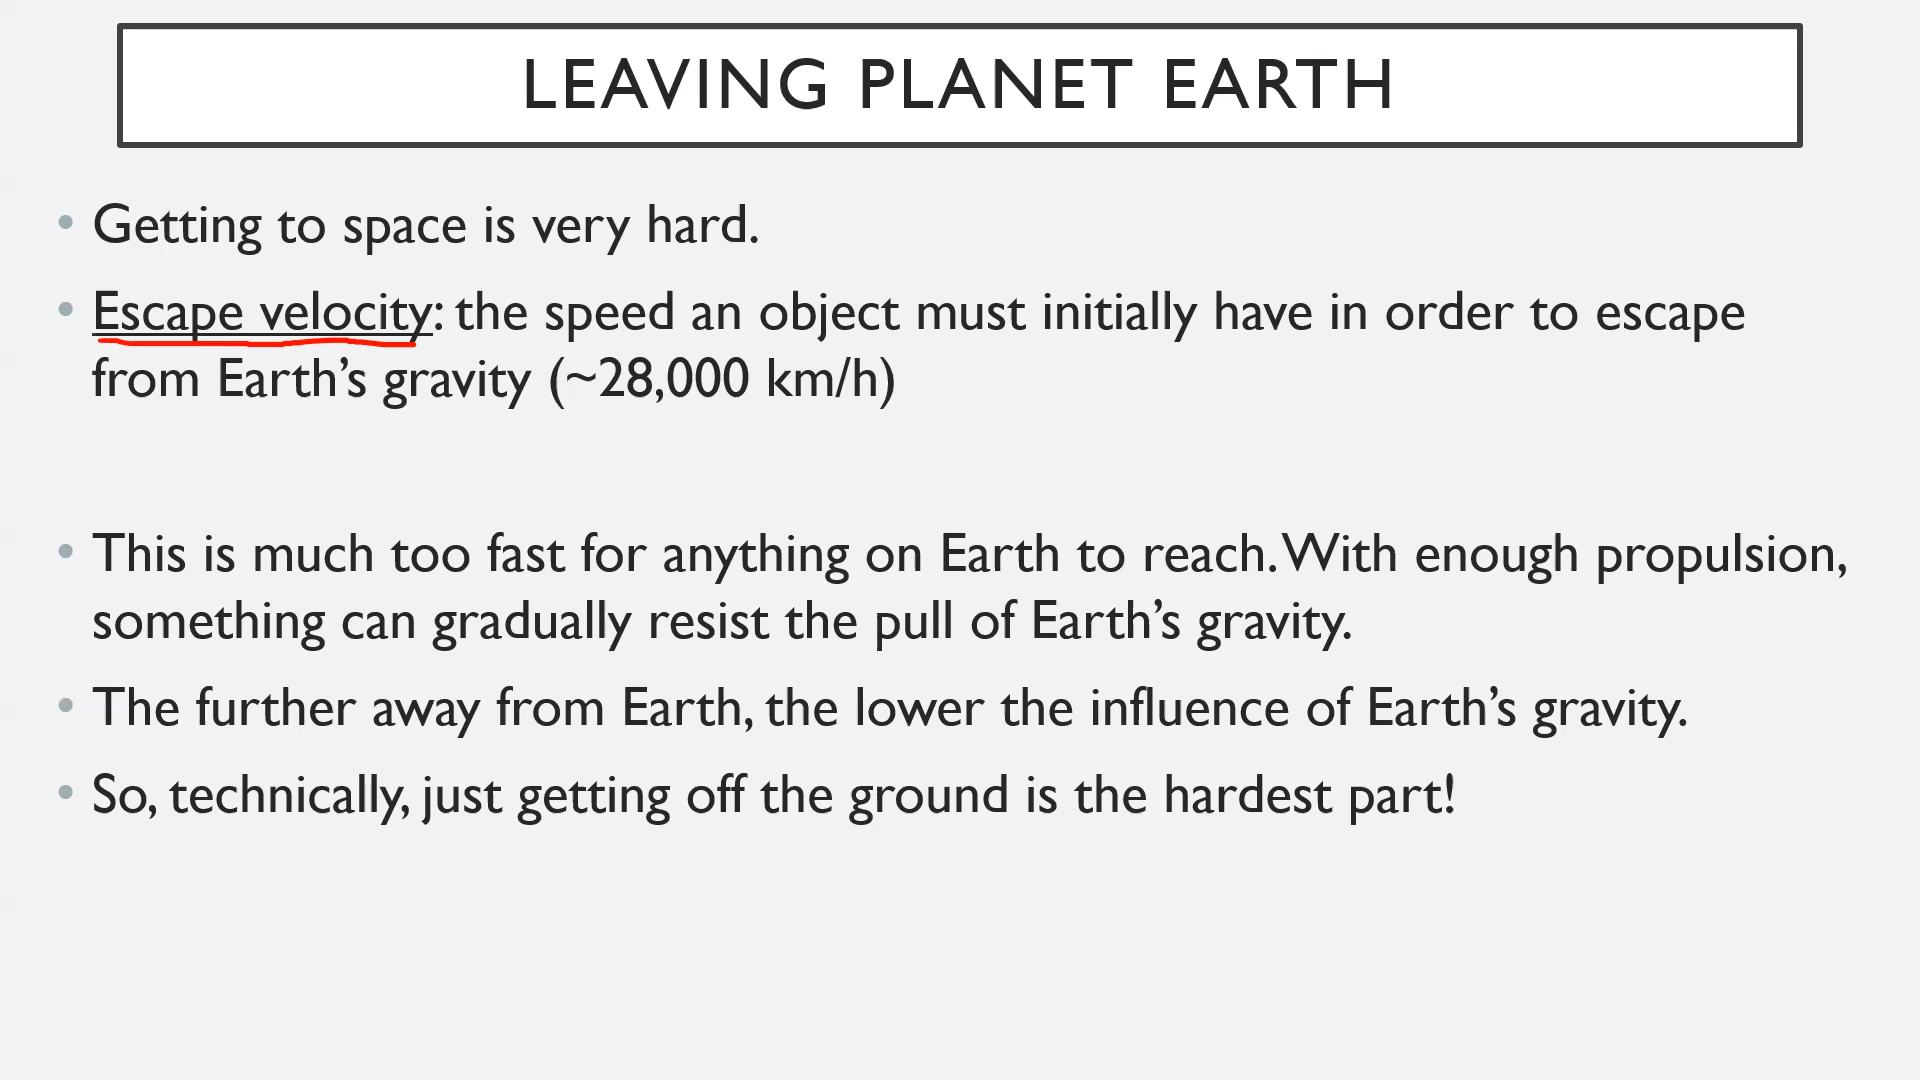 LEAVING PLANET EARTH
• Getting to space is very hard.
• Escape velocity: the speed an object must initially have in order to escape
from Earth’s gravity (~28,000 km/h)
• This is much too fast for anything on Earth to reach. With enough propulsion,
something can gradually resist the pull of Earth’s gravity.
• The further away from Earth, the lower the influence of Earth’s gravity.
• So, technically, just getting off the ground is the hardest part!